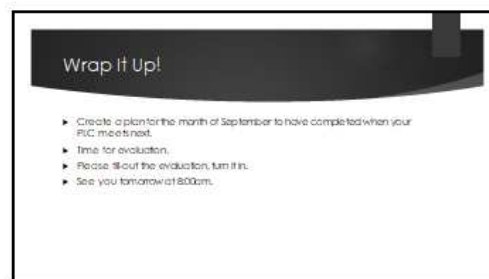 Wrap It Up!
Create a plan for the month of September to have completed when your
PLC meets next.
Time for evaluation.
Please fill-out the evaluation, turn it in.
See you tomorrow at 8:00am.